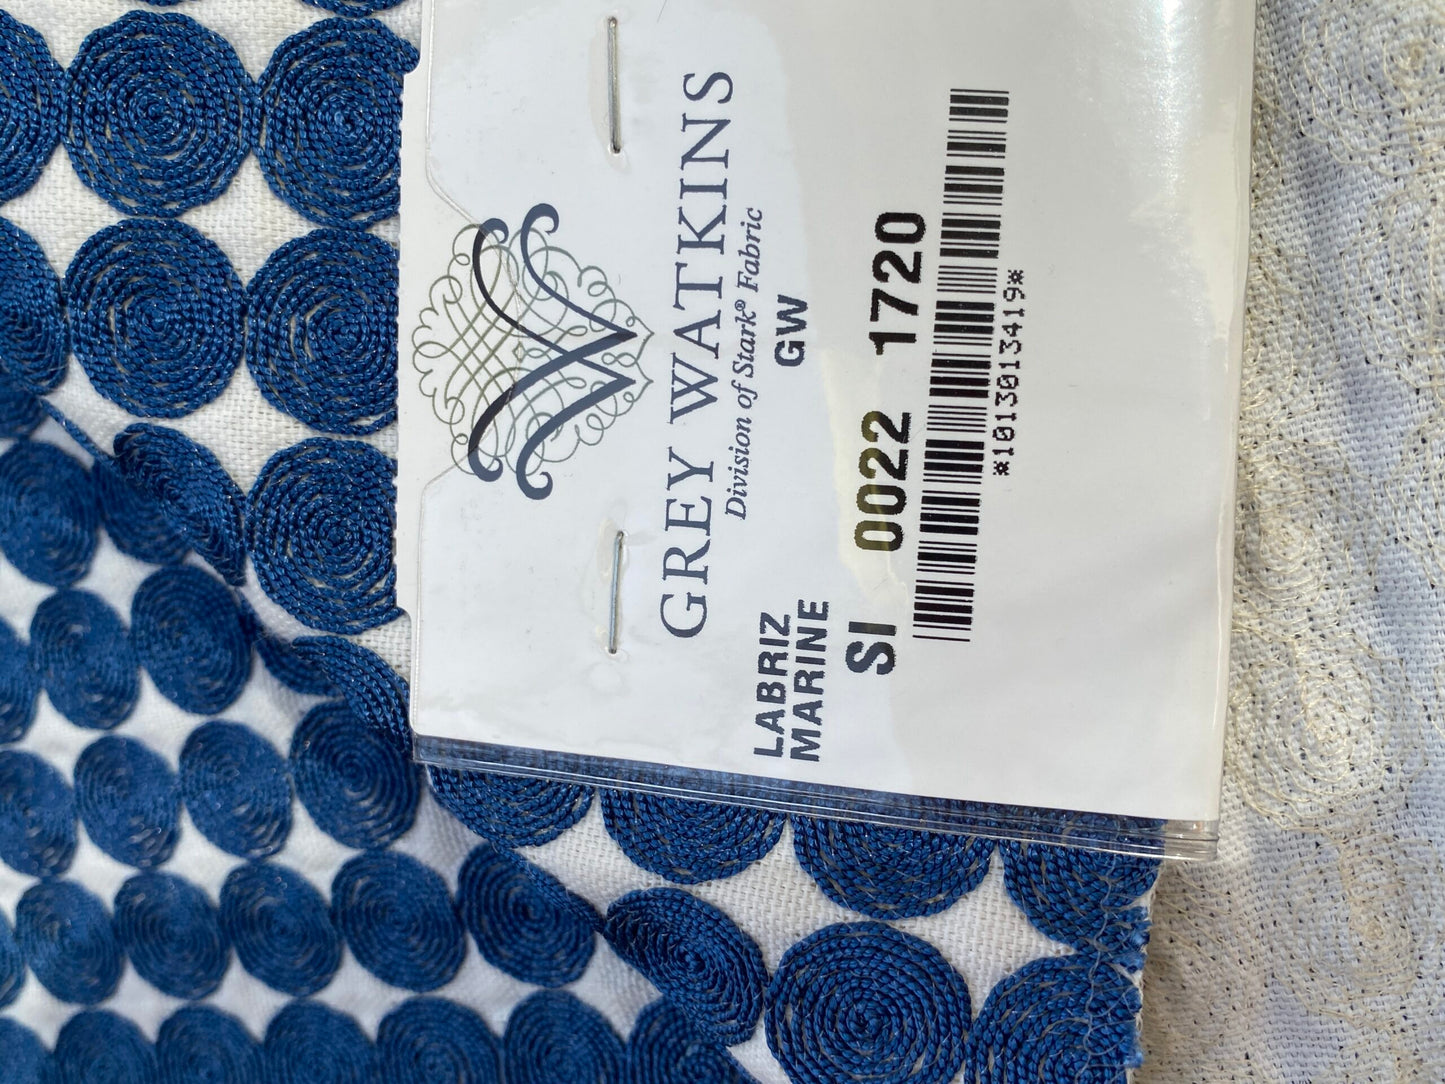 GREY WATKINS
Division of Stark® Fabric
LABRIZ GW
MARINE
SI 0022 1720
*1013013419*